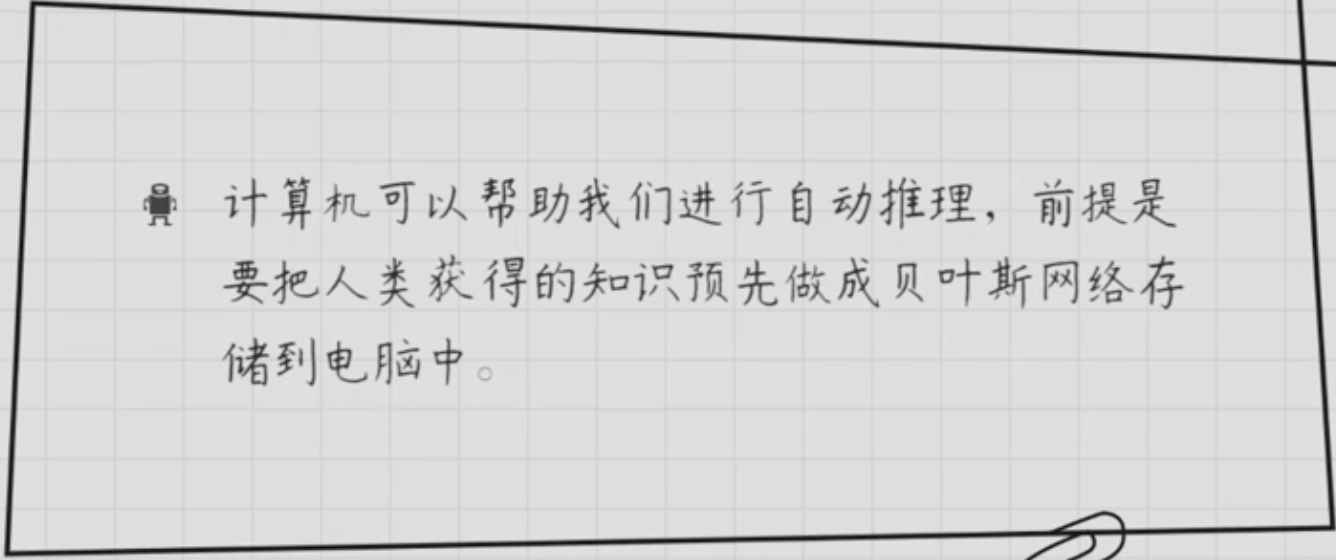 计算机可以帮助我们进行自动推理，前提是
要把人类获得的知识预先做成贝叶斯网络存
储到电脑中。